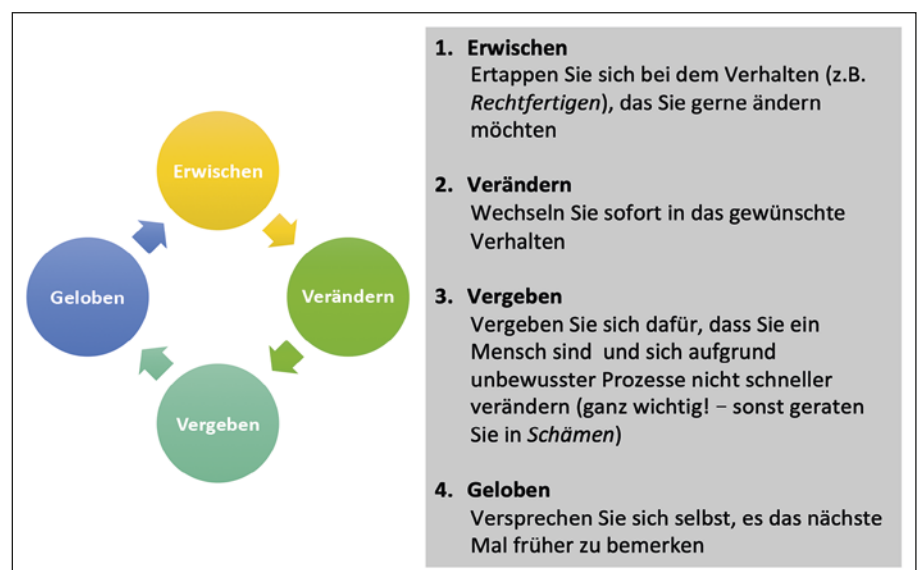 Erwischen
Verändern
Vergeben
Geloben
1. Erwischen
Ertappen Sie sich bei dem Verhalten (z.B.
Rechtfertigen), das Sie gerne ändern
möchten
2. Verändern
Wechseln Sie sofort in das gewünschte
Verhalten
3. Vergeben
Vergeben Sie sich dafür, dass Sie ein
Mensch sind und sich aufgrund
unbewusster Prozesse nicht schneller
verändern (ganz wichtig! – sonst geraten
Sie in Schämen)
4. Geloben
Versprechen Sie sich selbst, es das nächste
Mal früher zu bemerken